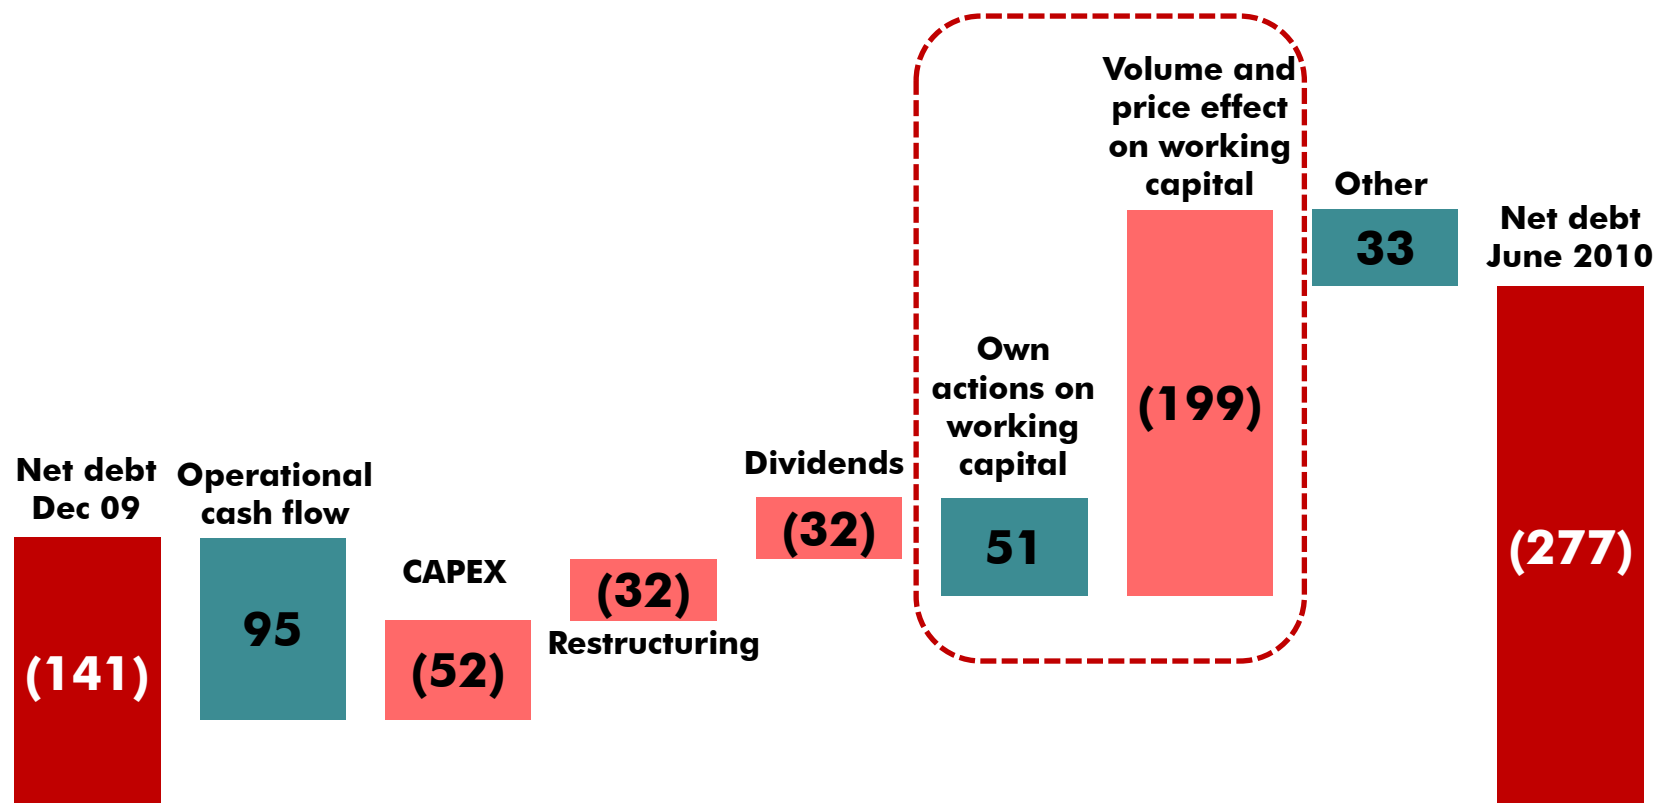 Net debt
Dec 09
(141)
Operational
cash flow
95
CAPEX
(52)
(32)
Restructuring
Dividends
(32)
Own
actions on
working
capital
51
Volume and
price effect
on working
capital
(199)
Other
33
Net debt
June 2010
(277)